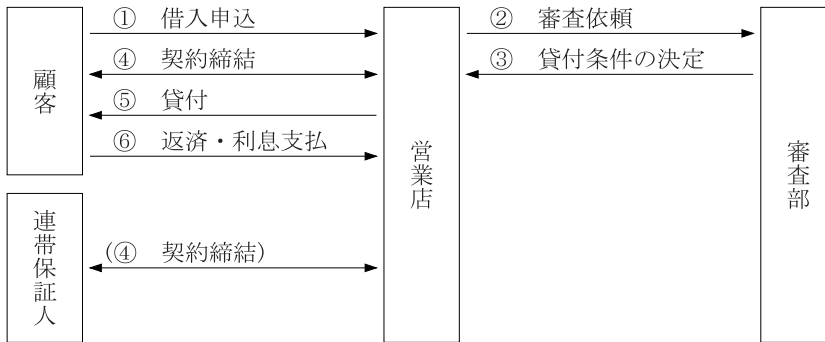 ① 借入申込
② 審査依頼
④ 契約締結
③ 貸付条件の決定
⑤ 貸付
⑥ 返済・利息支払
顧客
営業店
審査部
連帯保証人
(④ 契約締結)